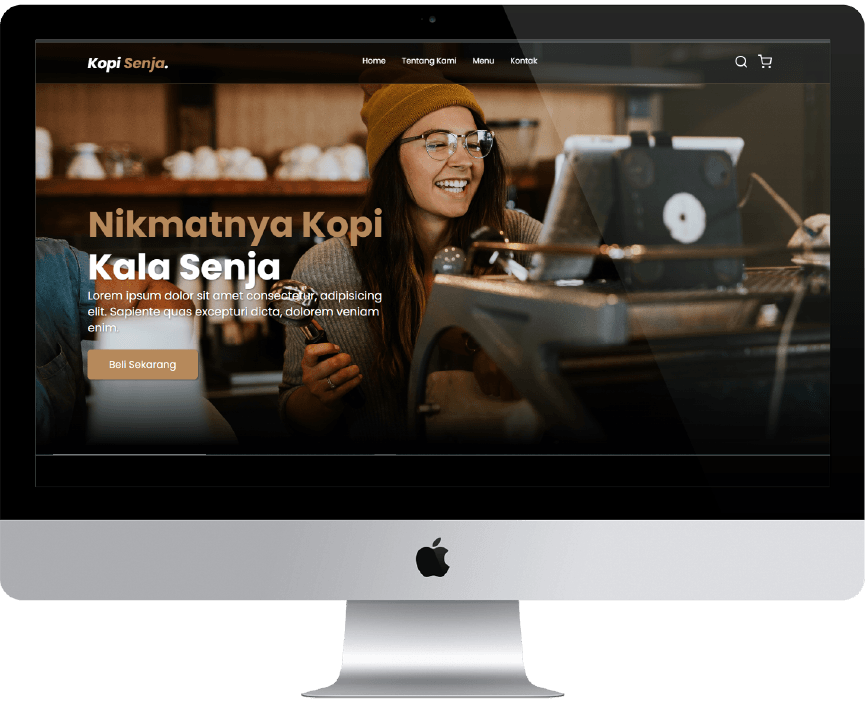 Kopi Senja.
Home Tentang Kami Menu Kontak
Nikmatnya Kopi
Kala Senja
Lorem ipsum dolor sit amet consectetur, adipisicing
elit. Sapiente quas excepturi dicta, dolorem veniam
enim.
Beli Sekarang